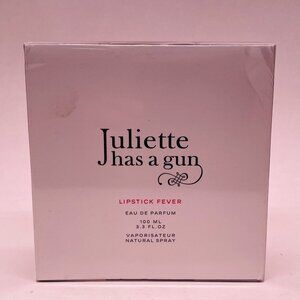 Juliette
has a gun
LIPSTICK FEVER
EAU DE PARFUM
100 ML
3.3 FL.OZ
VAPORISATEUR
NATURAL SPRAY